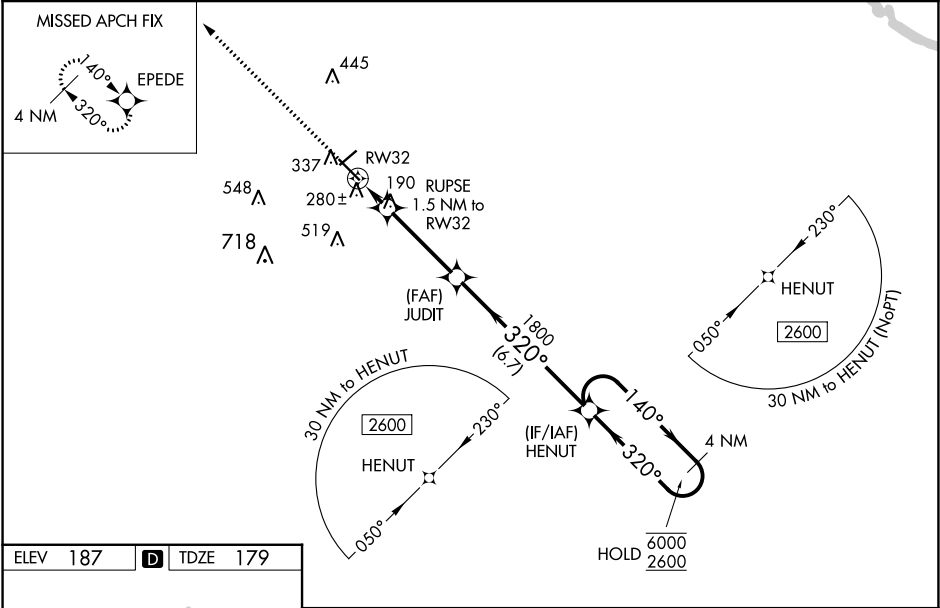 MISSED APCH FIX
140°
EPEDE
4 NM
320°
445
337
RW32
548
280±
190
RUPSE
1.5 NM to
RW32
718
519
(FAF)
JUDIT
1800
320°
(6.7)
230°
HENUT
2600
050°
30 NM to HENUT (NoPT)
30 NM to HENUT
2600
230°
HENUT
050°
(IF/IAF)
HENUT
140°
4 NM
320°
HOLD 6000
2600
ELEV 187 D TDZE 179